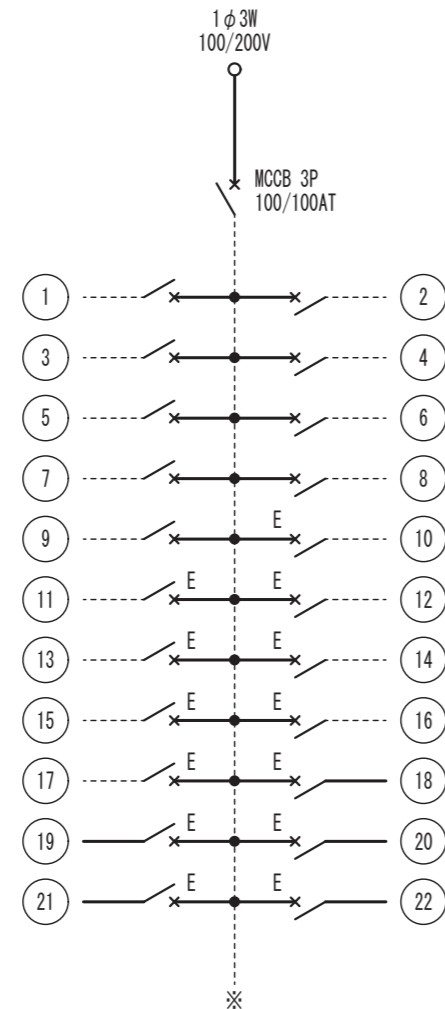 1φ3W
100/200V
MCCB 3P
100/100AT
1 2
3 4
5 6
7 8
9 E 10
11 E E 12
13 E E 14
15 E E 16
17 E E 18
19 E E 20
21 E E 22
※